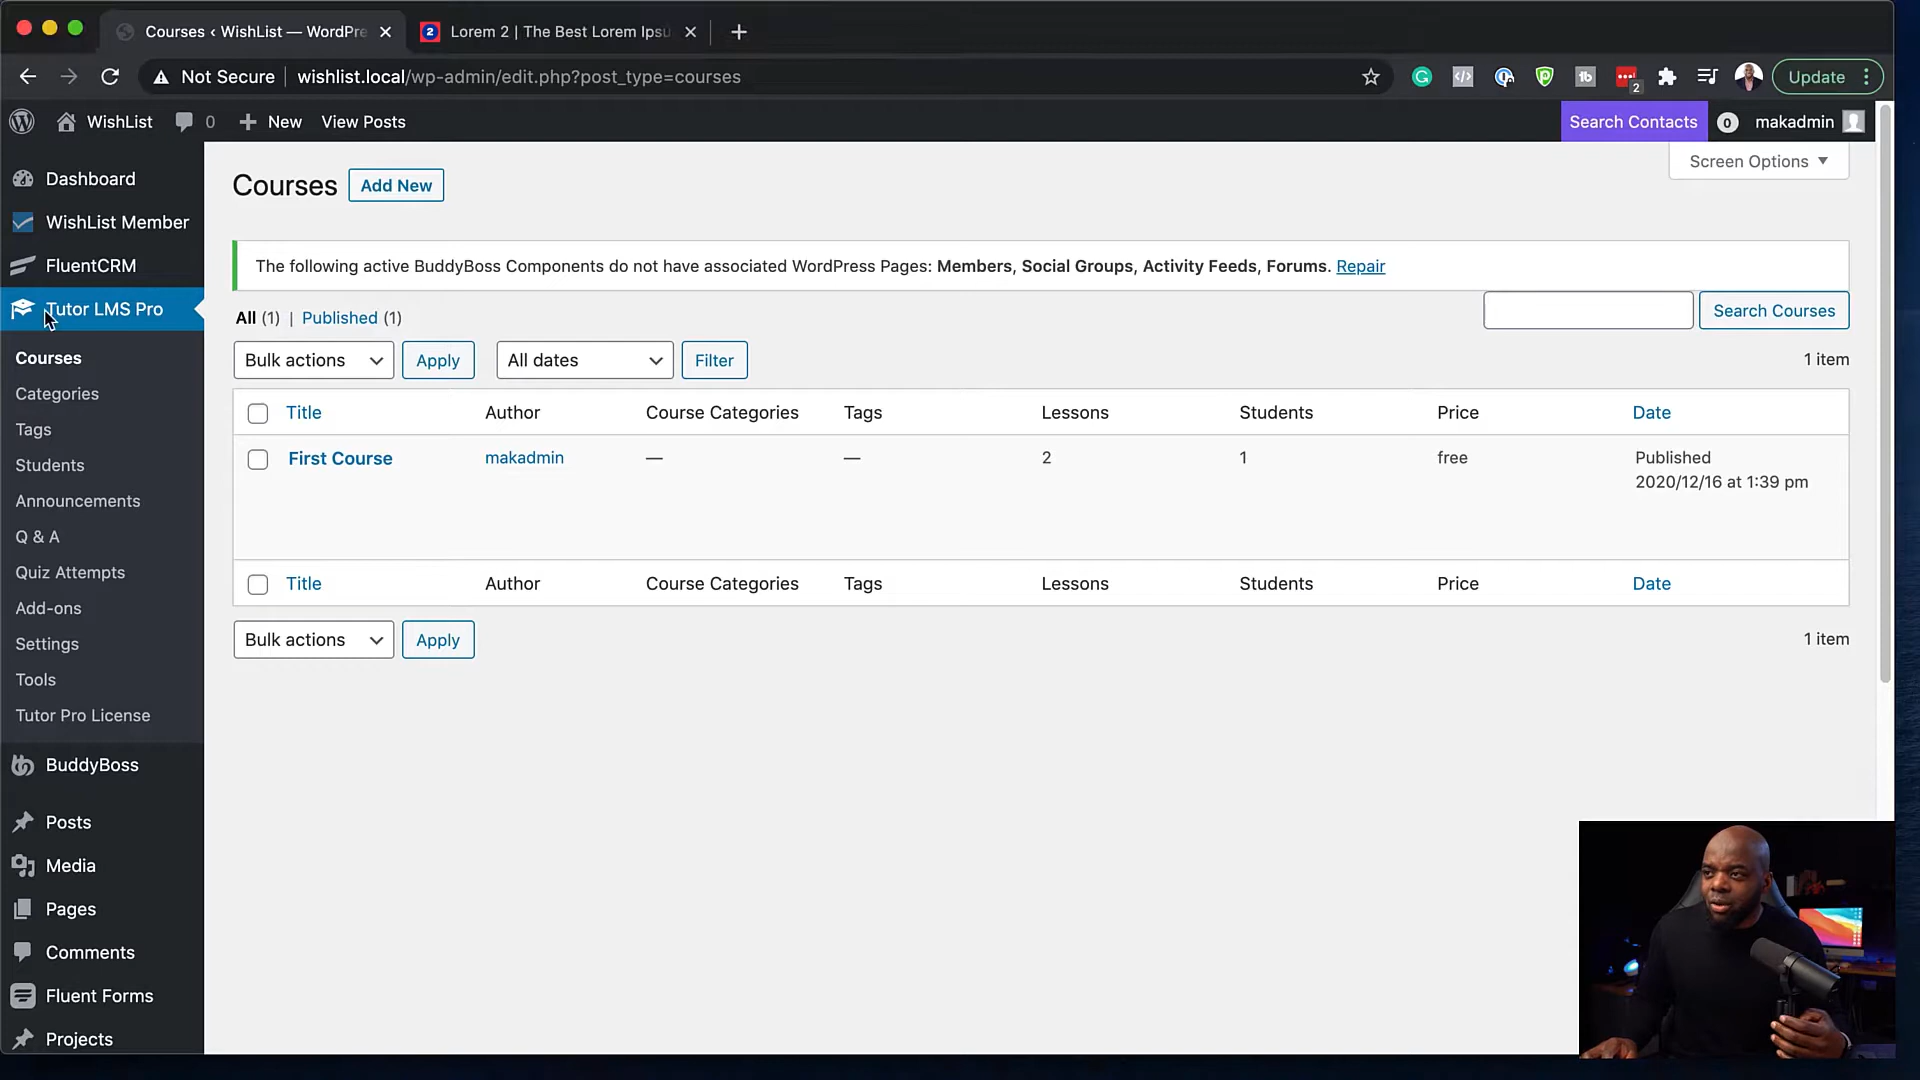 Courses ‹ WishList — WordPre
Lorem 2 | The Best Lorem Ipsu
Not Secure
wishlist.local/wp-admin/edit.php?post_type=courses
2
Update
WishList
0
New
View Posts
Search Contacts
0
makadmin
Screen Options
Dashboard
WishList Member
FluentCRM
Tutor LMS Pro
Courses
Categories
Tags
Students
Announcements
Q & A
Quiz Attempts
Add-ons
Settings
Tools
Tutor Pro License
BuddyBoss
Posts
Media
Pages
Comments
Fluent Forms
Projects
Courses
Add New
The following active BuddyBoss Components do not have associated WordPress Pages: Members, Social Groups, Activity Feeds, Forums. Repair
All (1) | Published (1)
Search Courses
Bulk actions
Apply
All dates
Filter
1 item
Title Author Course Categories Tags Lessons Students Price Date
First Course makadmin — — 2 1 free Published
2020/12/16 at 1:39 pm
Title Author Course Categories Tags Lessons Students Price Date
Bulk actions
Apply
1 item